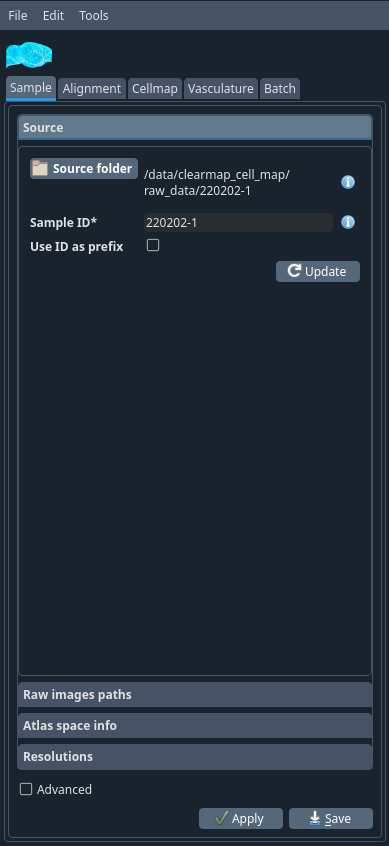 File Edit Tools
Sample Alignment Cellmap Vasculature Batch
Source
Source folder
/data/clearmap_cell_map/
raw_data/220202-1
Sample ID* 220202-1
Use ID as prefix
Update
Raw images paths
Atlas space info
Resolutions
Advanced
Apply Save